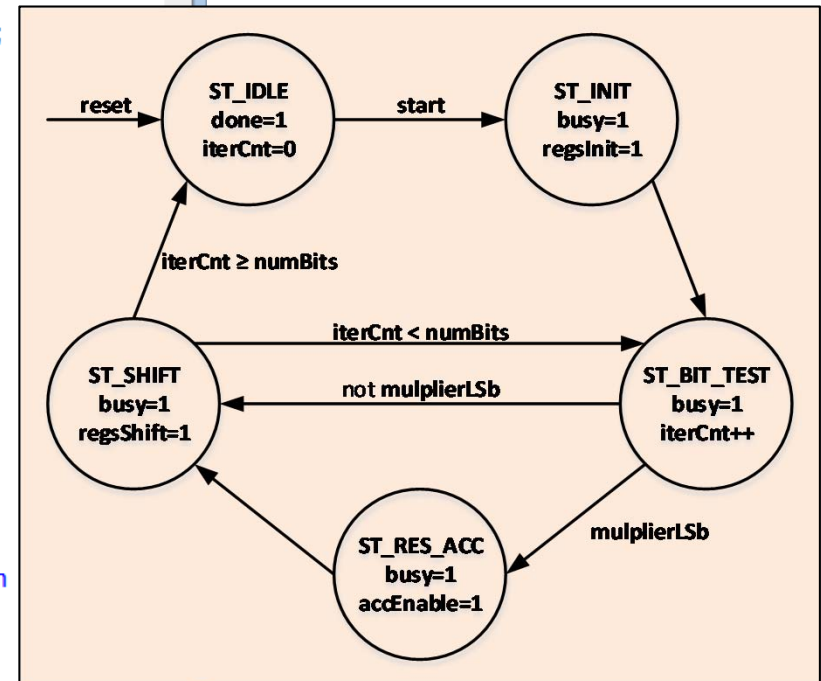 ST_IDLE
done=1
iterCnt=0
reset
start
ST_INIT
busy=1
regsInit=1
iterCnt ≥ numBits
iterCnt < numBits
ST_SHIFT
busy=1
regsShift=1
not mulplierLSb
ST_BIT_TEST
busy=1
iterCnt++
mulplierLSb
ST_RES_ACC
busy=1
accEnable=1